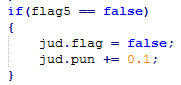 if(flag5 == false)
{
    jud.flag = false;
    jud.pun += 0.1;
}